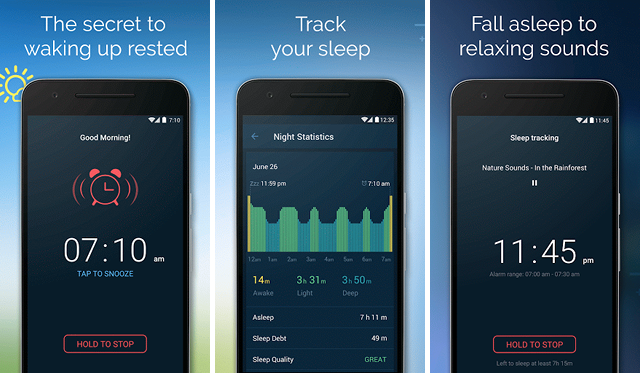 The secret to
waking up rested
7:10
Good Morning!
07:10 am
TAP TO SNOOZE
HOLD TO STOP
Track
your sleep
12:35
Night Statistics
June 26
Zzz 11:59 pm
7:10 am
12am 1am 2am 3am 4am 5am 6am 7am
14m 3h 31m 3h 50m
Awake Light Deep
Asleep 7 h 11 m
Sleep Debt 49 m
Sleep Quality GREAT
Fall asleep to
relaxing sounds
11:45
Sleep tracking
Nature Sounds - In the Rainforest
11:45 pm
Alarm range: 07:00 am - 07:30 am
HOLD TO STOP
Left to sleep at least 7h 15m